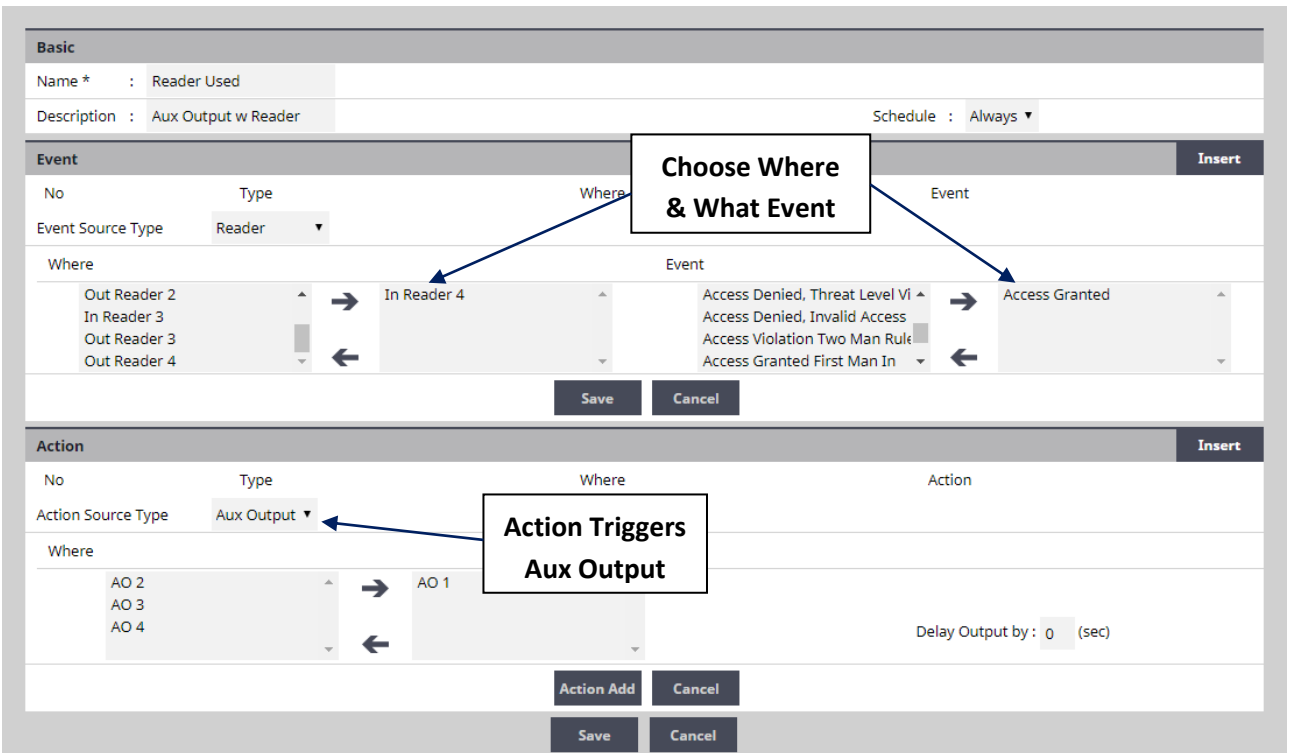 Basic
Name * : Reader Used
Description : Aux Output w Reader Schedule : Always
Event Insert
Choose Where
& What Event
No Type Where Event
Event Source Type Reader
Where Event
Out Reader 2 In Reader 4 Access Denied, Threat Level Vi Access Granted
In Reader 3 Access Denied, Invalid Access
Out Reader 3 Access Violation Two Man Rule
Out Reader 4 Access Granted First Man In
Save Cancel
Action Insert
No Type Where Action
Action Source Type Aux Output
Action Triggers
Aux Output
Where
AO 2 AO 1
AO 3
AO 4 Delay Output by : 0 (sec)
Action Add Cancel
Save Cancel